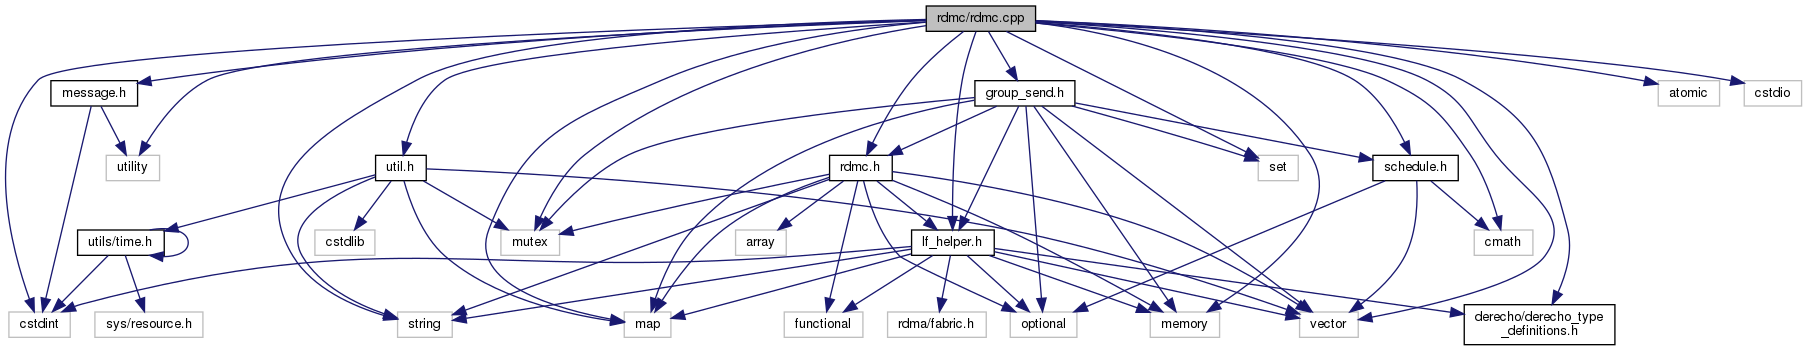 rdmc/rdmc.cpp
message.h
group_send.h
atomic
cstdio
utility
util.h
rdmc.h
set
schedule.h
utils/time.h
cstdlib
mutex
array
lf_helper.h
cmath
cstdint
sys/resource.h
string
map
functional
rdma/fabric.h
optional
memory
vector
derecho/derecho_type
_definitions.h